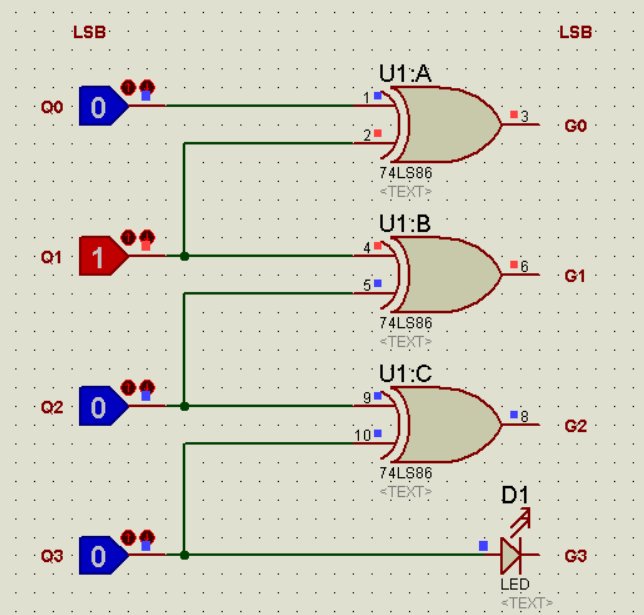 LSB LSB
U1:A
Q0 0 1 3 G0
2
74LS86
<TEXT>
U1:B
Q1 1 4 6 G1
5
74LS86
<TEXT>
U1:C
Q2 0 9 8 G2
10
74LS86
<TEXT>
D1
Q3 0 G3
LED
<TEXT>